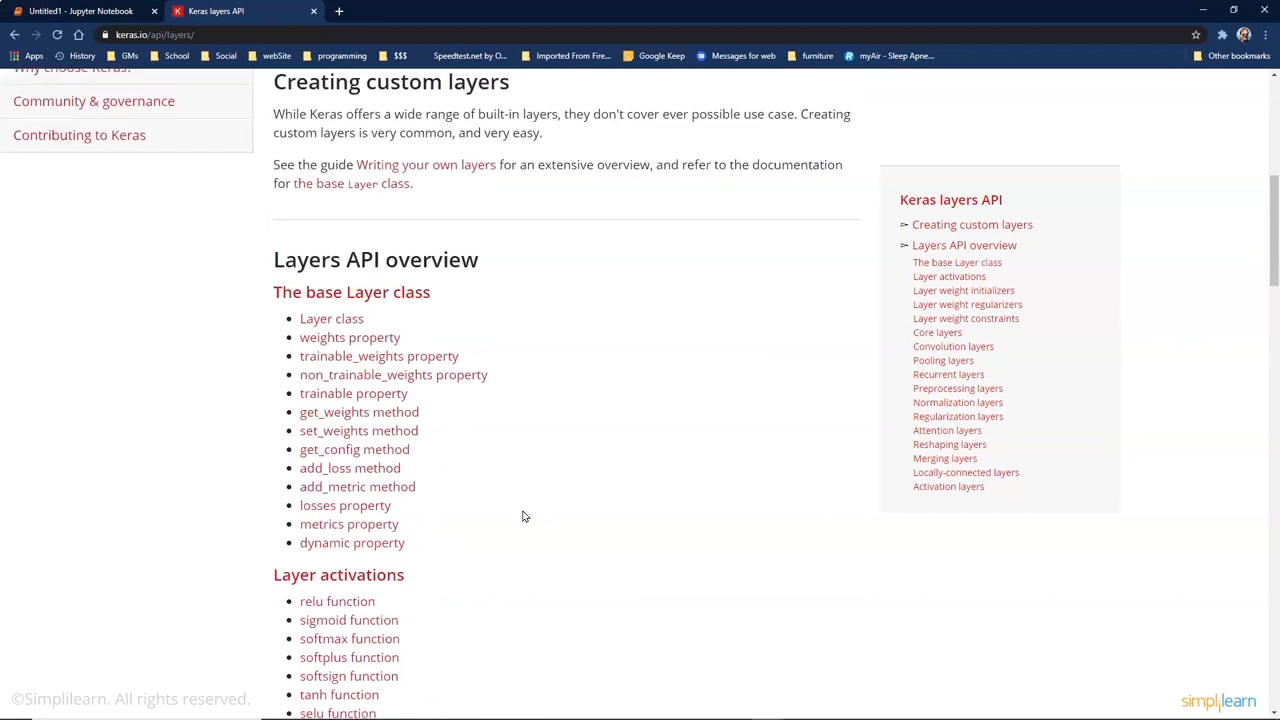 Untitled1 - Jupyter Notebook
Keras layers API
keras.io/api/layers/
Apps
GMs
School
Social
webSite
programming
$$$
Speedtest.net by O...
Imported From Fire...
Google Keep
Messages for web
furniture
myAir - Sleep Apne...
Other bookmarks
Why choose Keras?
Community & governance
Contributing to Keras
Creating custom layers
While Keras offers a wide range of built-in layers, they don't cover ever possible use case. Creating
custom layers is very common, and very easy.
See the guide Writing your own layers for an extensive overview, and refer to the documentation
for the base Layer class.
Layers API overview
The base Layer class
Layer class
weights property
trainable_weights property
non_trainable_weights property
trainable property
get_weights method
set_weights method
get_config method
add_loss method
add_metric method
losses property
metrics property
dynamic property
Layer activations
relu function
sigmoid function
softmax function
softplus function
softsign function
tanh function
selu function
Keras layers API
► Creating custom layers
► Layers API overview
The base Layer class
Layer activations
Layer weight initializers
Layer weight regularizers
Layer weight constraints
Core layers
Convolution layers
Pooling layers
Recurrent layers
Preprocessing layers
Normalization layers
Regularization layers
Attention layers
Reshaping layers
Merging layers
Locally-connected layers
Activation layers
©Simplilearn. All rights reserved.
simplilearn